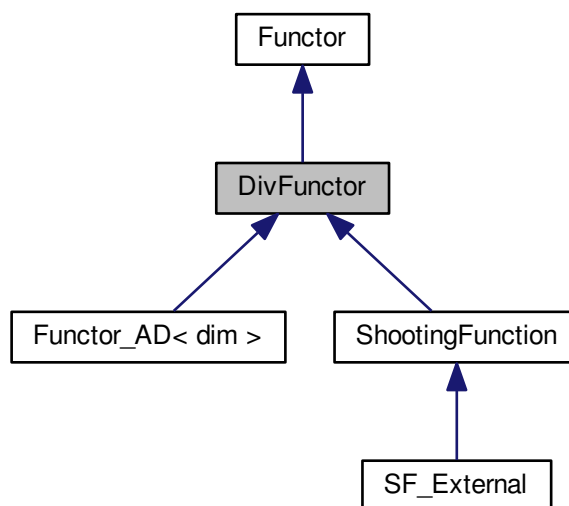 Functor
DivFunctor
Functor_AD< dim >
ShootingFunction
SF_External